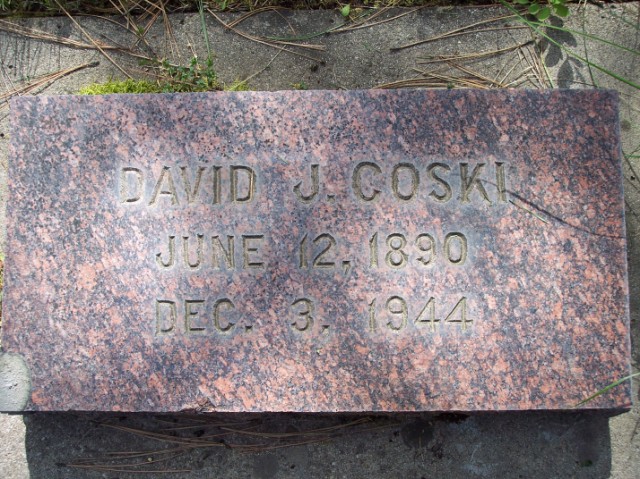 DAVID J. COSKI
JUNE 12, 1890
DEC. 3, 1944